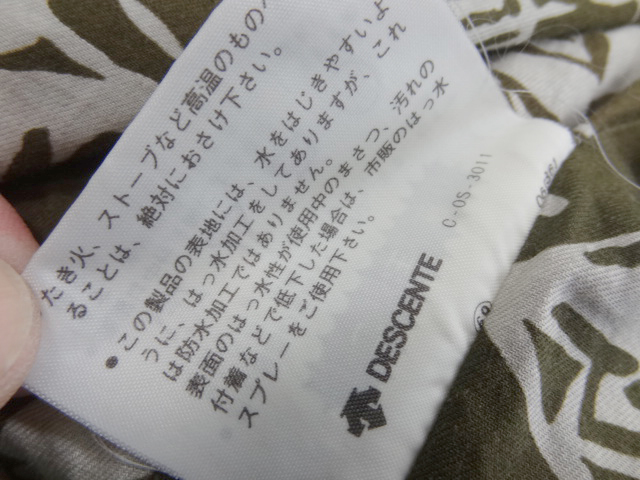 たき火、ストーブなど高温のものへ
ることは、絶対におさけ下さい。
●この製品の表地には、水をはじきやすいよ
うに、はっ水加工をしてありますが、これ
は防水加工ではありません。
表面のはっ水性が使用中のまさつ、汚れの
付着などで低下した場合は、市販のはっ水
スプレーをご使用下さい。
DESCENTE
C-OS-3011